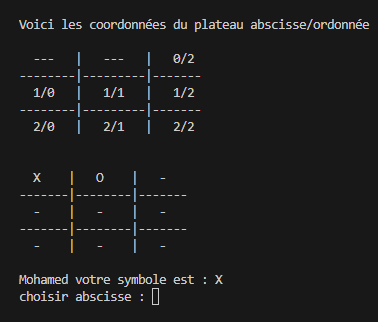 Voici les coordonnées du plateau abscisse/ordonnée
--- | --- | 0/2
--------|---------|-------
1/0 | 1/1 | 1/2
--------|---------|-------
2/0 | 2/1 | 2/2
X | O | -
-------|--------|-------
- | - | -
-------|--------|-------
- | - | -
Mohamed votre symbole est : X
choisir abscisse :